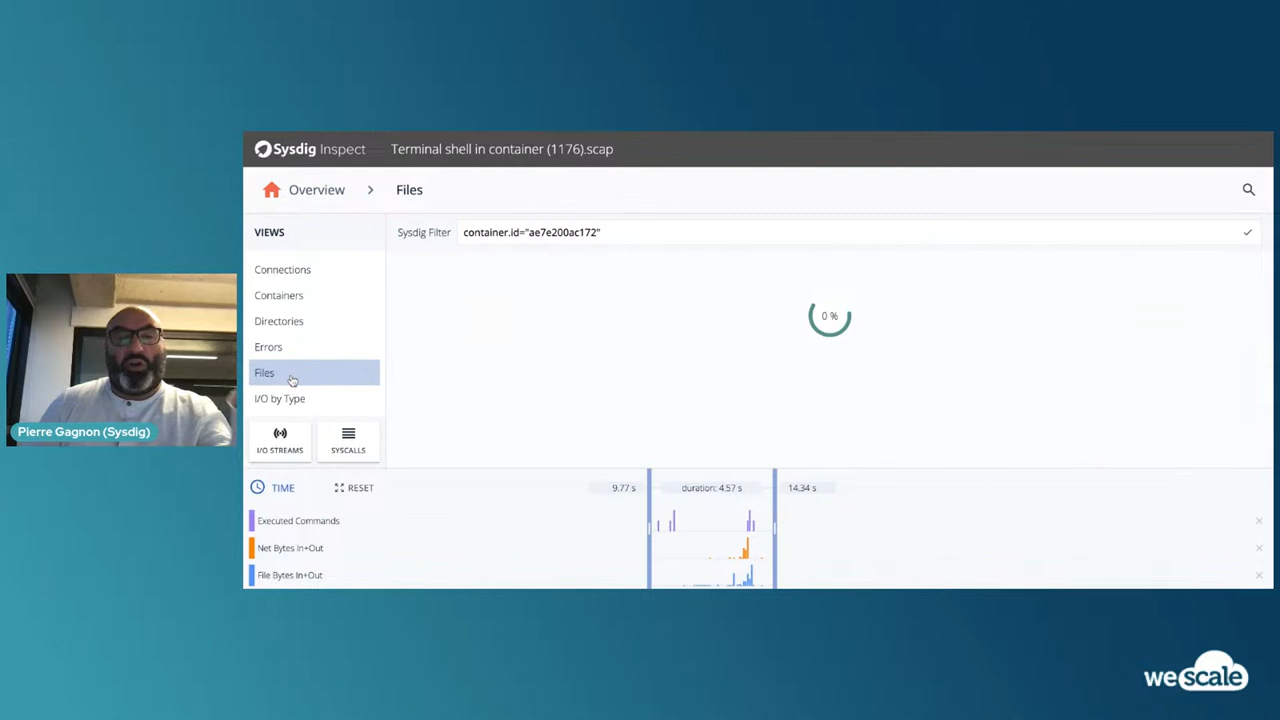 Sysdig Inspect
Terminal shell in container (1176).scap
Overview
Files
VIEWS
Sysdig Filter
container.id="ae7e200ac172"
Connections
Containers
Directories
Errors
Files
I/O by Type
0 %
I/O STREAMS
SYSCALLS
Pierre Gagnon (Sysdig)
TIME
RESET
9.77 s
duration: 4.57 s
14.34 s
Executed Commands
Net Bytes In+Out
File Bytes In+Out
wescale